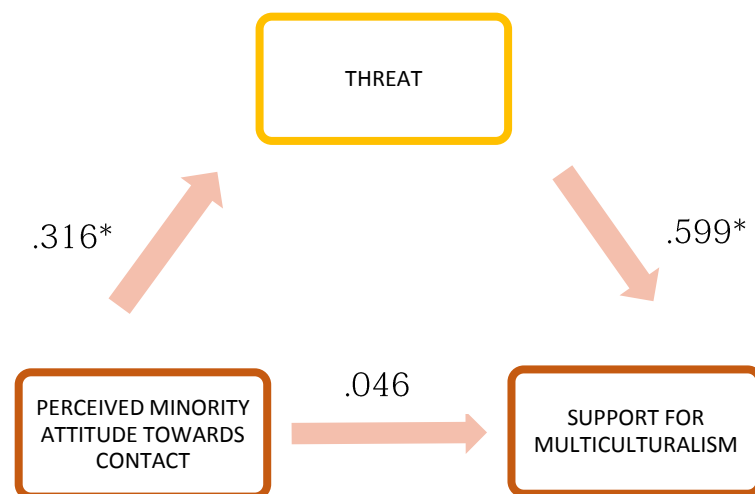 THREAT
.316*
.599*
.046
PERCEIVED MINORITY
ATTITUDE TOWARDS
CONTACT
SUPPORT FOR
MULTICULTURALISM